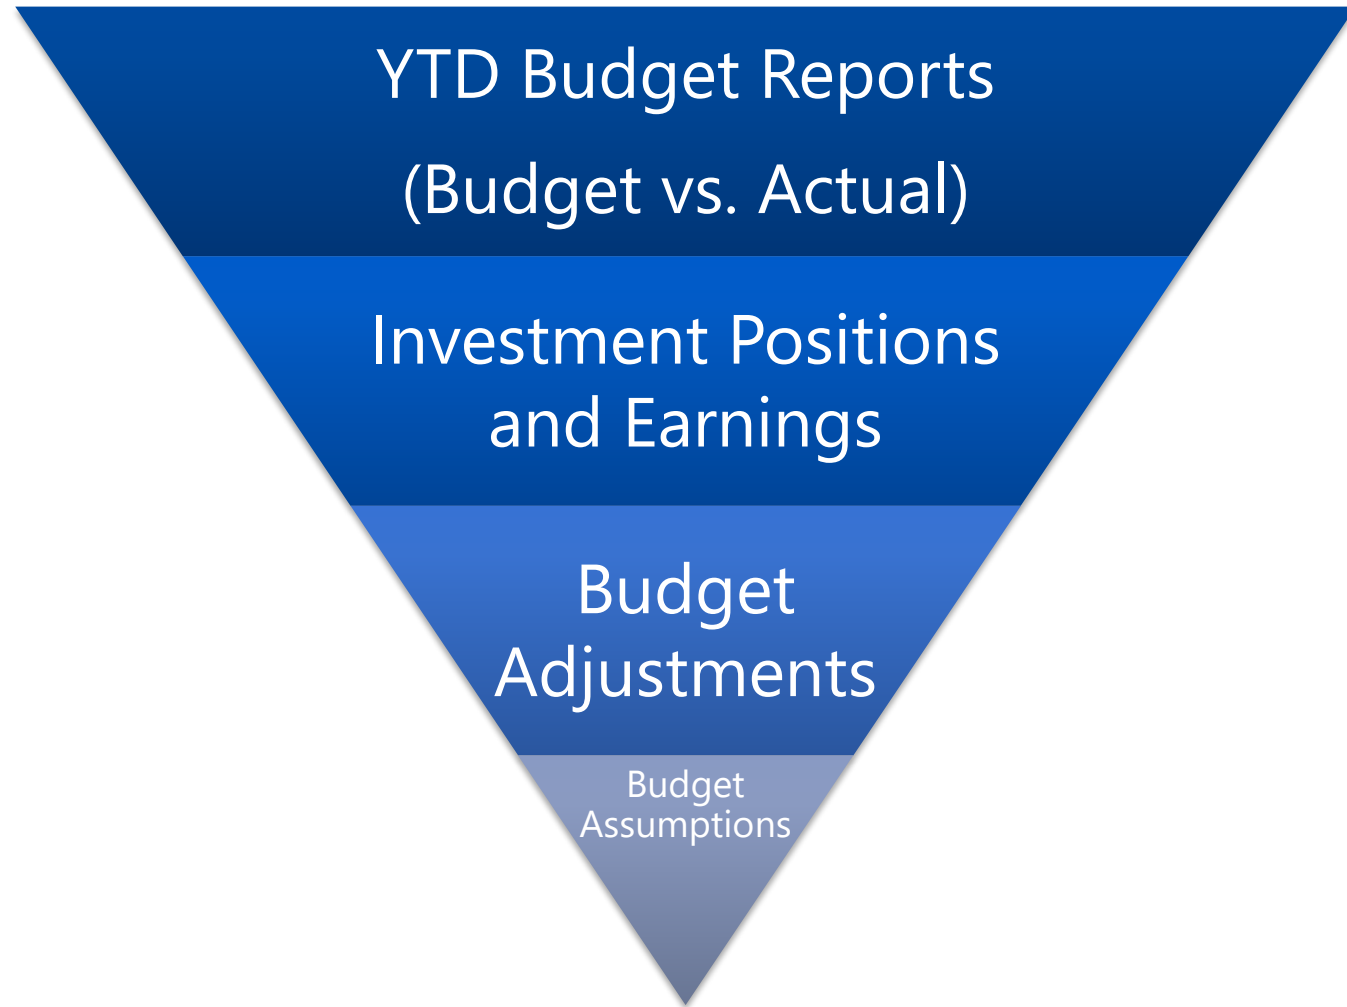 YTD Budget Reports
(Budget vs. Actual)
Investment Positions
and Earnings
Budget
Adjustments
Budget
Assumptions